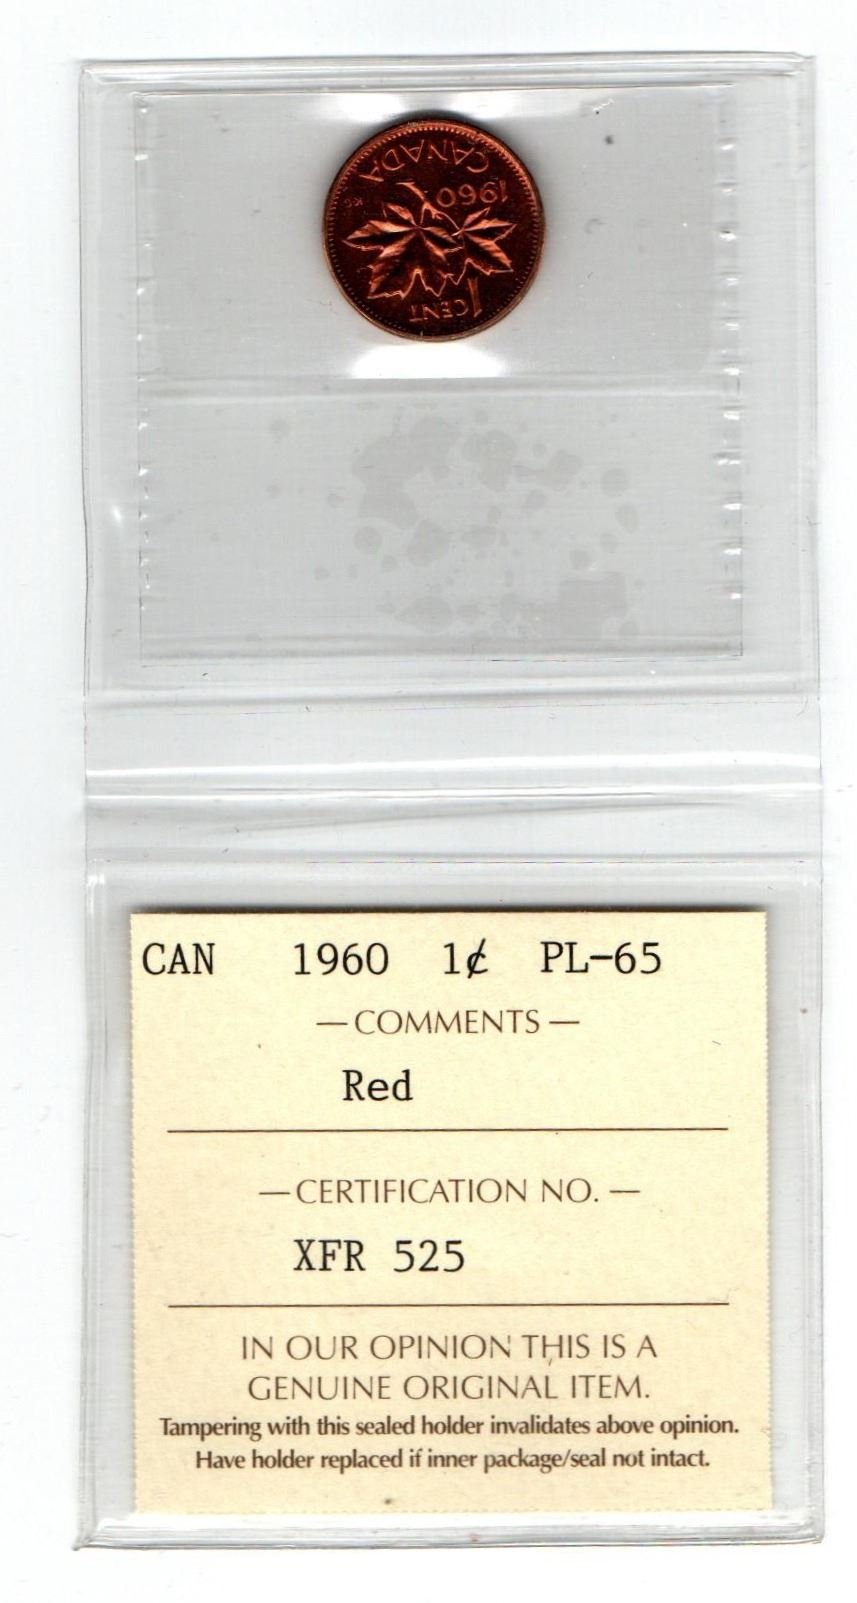 CANADA
1960
KG
1
CENT
CAN 1960 1¢ PL-65
—COMMENTS—
Red
—CERTIFICATION NO.—
XFR 525
IN OUR OPINION THIS IS A
GENUINE ORIGINAL ITEM.
Tampering with this sealed holder invalidates above opinion.
Have holder replaced if inner package/seal not intact.